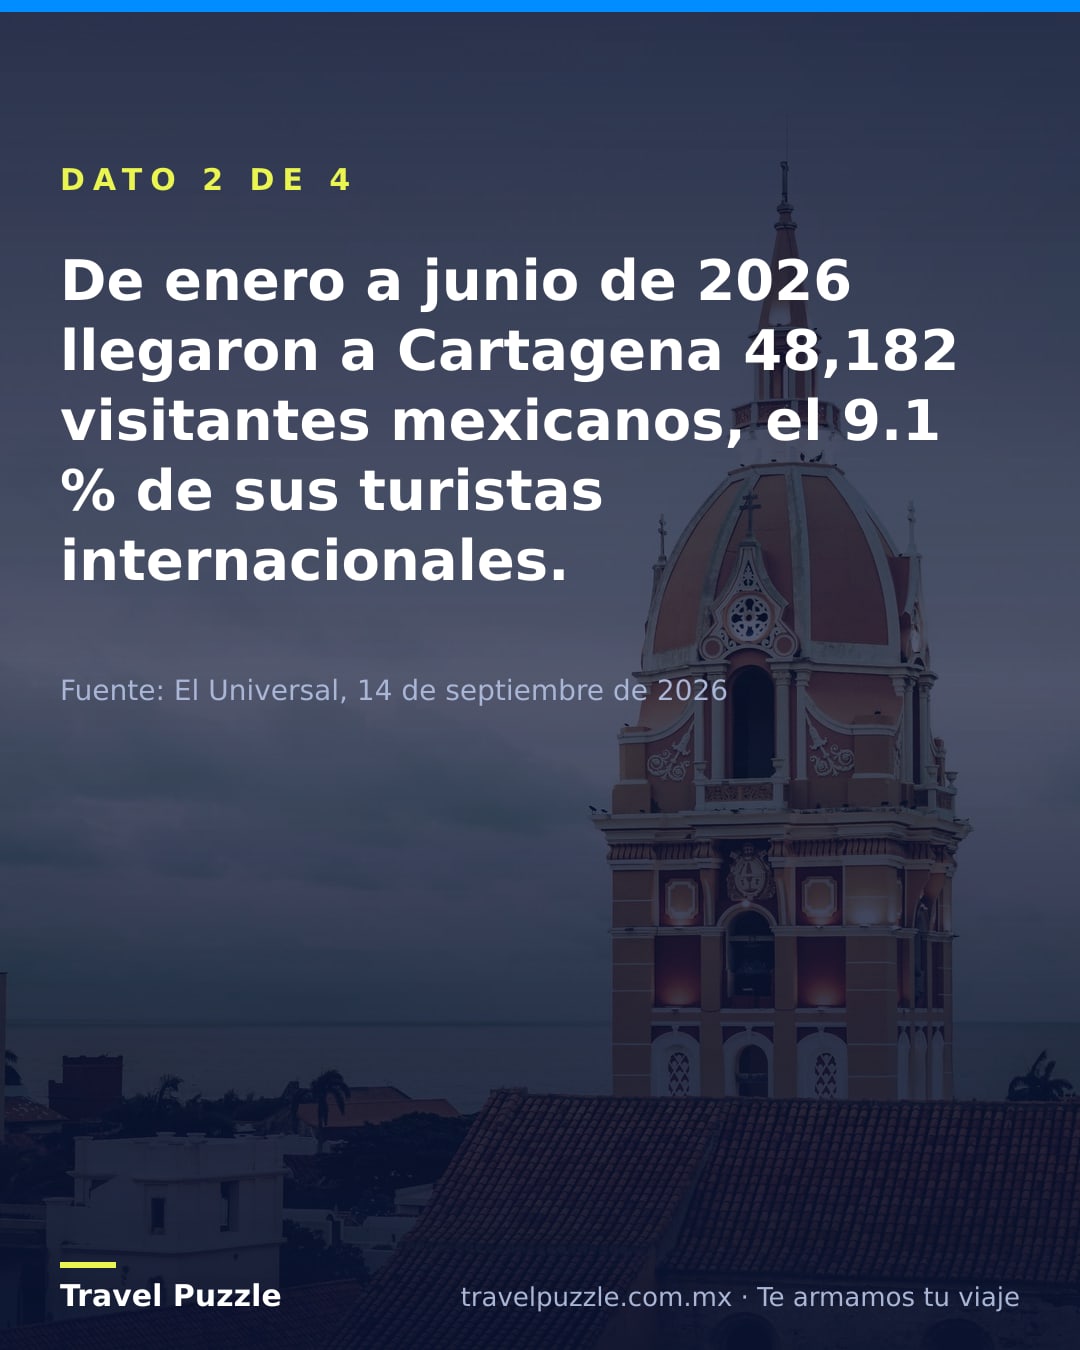 DATO 2 DE 4
De enero a junio de 2026
llegaron a Cartagena 48,182
visitantes mexicanos, el 9.1
% de sus turistas
internacionales.
Fuente: El Universal, 14 de septiembre de 2026
Travel Puzzle
travelpuzzle.com.mx · Te armamos tu viaje